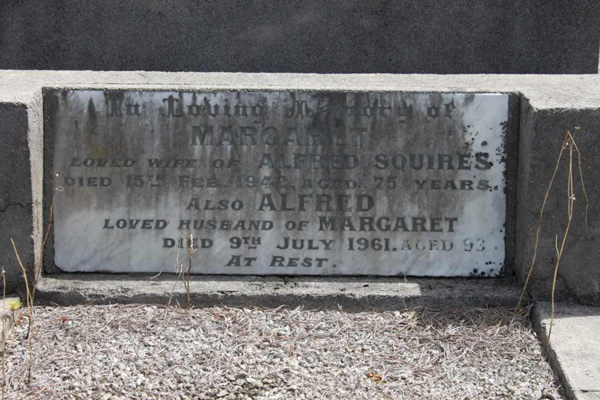 In Loving Memory of
MARGARET
LOVED WIFE OF ALFRED SQUIRES
DIED 15TH FEB. AGED 75 YEARS.
ALSO ALFRED
LOVED HUSBAND OF MARGARET
DIED 9TH JULY 1961. AGED 93
AT REST.